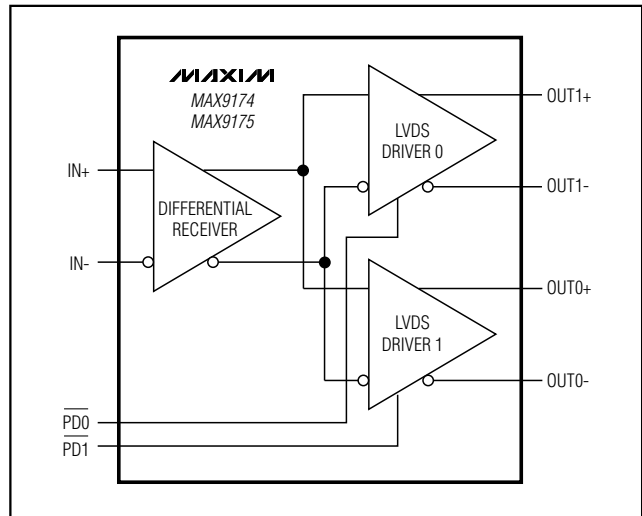 MAXIM
MAX9174
MAX9175
IN+
IN-
DIFFERENTIAL
RECEIVER
LVDS
DRIVER 0
OUT1+
OUT1-
LVDS
DRIVER 1
OUT0+
OUT0-
PD0
PD1